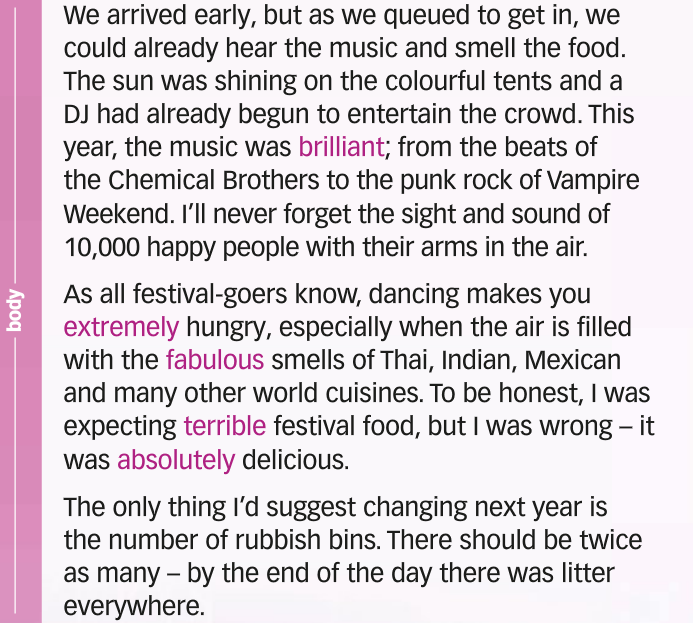 We arrived early, but as we queued to get in, we
could already hear the music and smell the food.
The sun was shining on the colourful tents and a
DJ had already begun to entertain the crowd. This
year, the music was brilliant; from the beats of
the Chemical Brothers to the punk rock of Vampire
Weekend. I'll never forget the sight and sound of
10,000 happy people with their arms in the air.
As all festival-goers know, dancing makes you
extremely hungry, especially when the air is filled
with the fabulous smells of Thai, Indian, Mexican
and many other world cuisines. To be honest, I was
expecting terrible festival food, but I was wrong – it
was absolutely delicious.
The only thing I'd suggest changing next year is
the number of rubbish bins. There should be twice
as many – by the end of the day there was litter
everywhere.
body